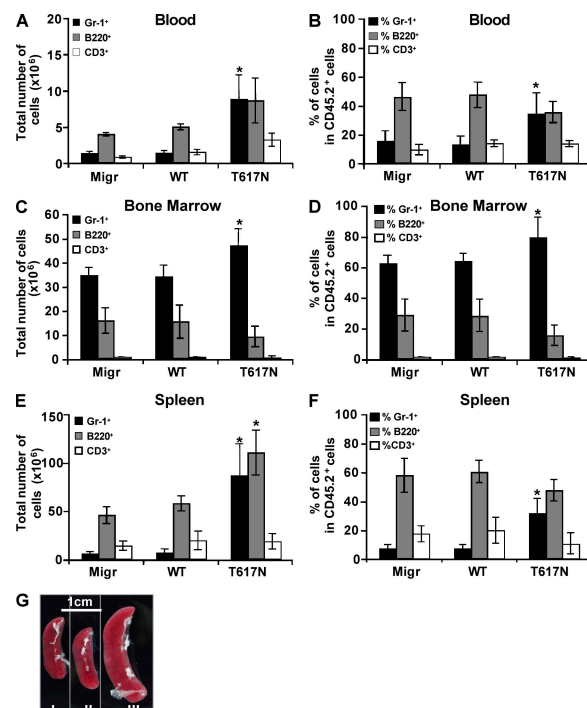 A
Blood
Gr-1+
B220+
CD3+
Total number of
cells (x10⁶)
15
10
5
0
Migr
WT
T617N
*
B
Blood
% Gr-1+
% B220+
% CD3+
% of cells
in CD45.2+ cells
100
80
60
40
20
0
Migr
WT
T617N
*
C
Bone Marrow
Gr-1+
B220+
CD3+
Total number of cells
(x10⁶)
60
50
40
30
20
10
0
Migr
WT
T617N
*
D
Bone Marrow
% Gr-1+
% B220+
% CD3+
% of cells
in CD45.2+ cells
100
80
60
40
20
0
Migr
WT
T617N
*
E
Spleen
Gr-1+
B220+
CD3+
Total number of
cells (x10⁶)
150
100
50
0
Migr
WT
T617N
* *
F
Spleen
% Gr-1+
% B220+
%CD3+
% of cells
in CD45.2+ cells
100
80
60
40
20
0
Migr
WT
T617N
*
G
1cm
I II III